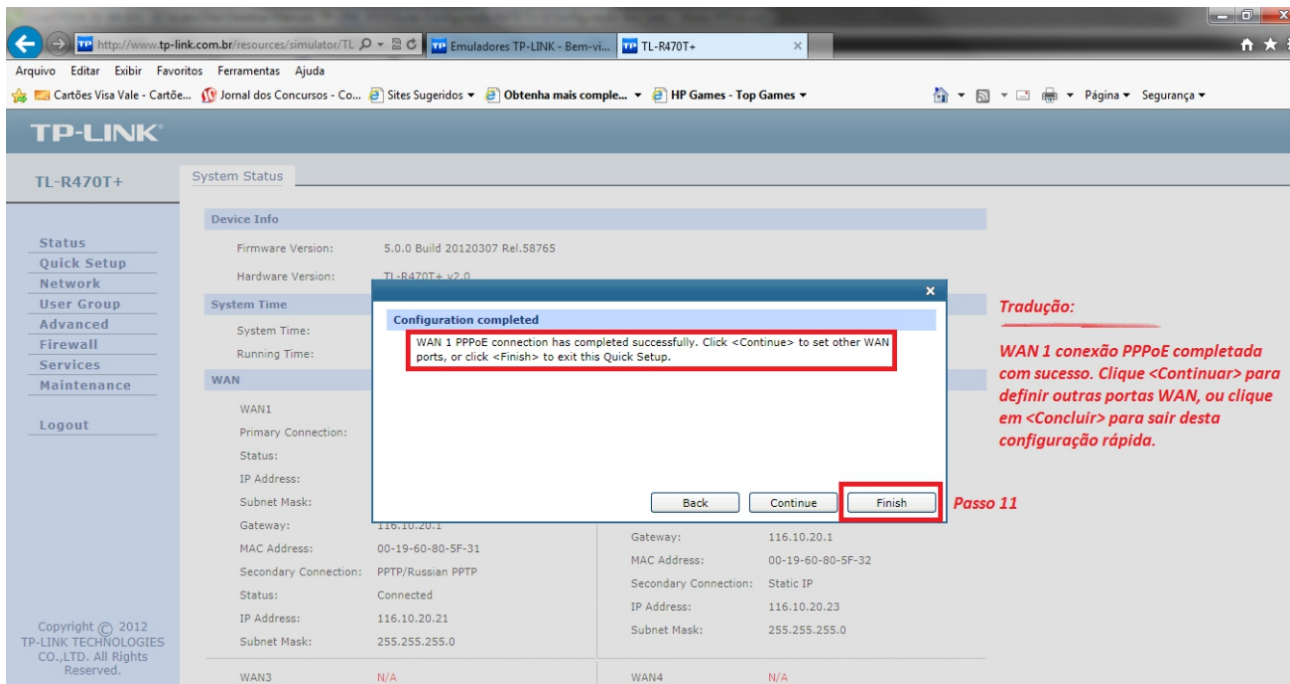 http://www.tp-link.com.br/resources/simulator/TL
Emuladores TP-LINK - Bem-vi...
TL-R470T+
Arquivo Editar Exibir Favoritos Ferramentas Ajuda
Cartões Visa Vale - Cartõe... Jornal dos Concursos - Co... Sites Sugeridos Obtenha mais comple... HP Games - Top Games Página Segurança
TP-LINK
TL-R470T+
System Status
Status
Quick Setup
Network
User Group
Advanced
Firewall
Services
Maintenance
Logout
Copyright © 2012
TP-LINK TECHNOLOGIES
CO.,LTD. All Rights
Reserved.
Device Info
Firmware Version: 5.0.0 Build 20120307 Rel.58765
Hardware Version: TL-R470T+ v2.0
System Time
System Time:
Running Time:
WAN
WAN1
Primary Connection:
Status:
IP Address:
Subnet Mask:
Gateway: 116.10.20.1
MAC Address: 00-19-60-80-5F-31
Secondary Connection: PPTP/Russian PPTP
Status: Connected
IP Address: 116.10.20.21
Subnet Mask: 255.255.255.0
WAN3 N/A
Gateway: 116.10.20.1
MAC Address: 00-19-60-80-5F-32
Secondary Connection: Static IP
IP Address: 116.10.20.23
Subnet Mask: 255.255.255.0
WAN4 N/A
Configuration completed
WAN 1 PPPoE connection has completed successfully. Click <Continue> to set other WAN
ports, or click <Finish> to exit this Quick Setup.
Back Continue Finish
Passo 11
Tradução:
WAN 1 conexão PPPoE completada
com sucesso. Clique <Continuar> para
definir outras portas WAN, ou clique
em <Concluir> para sair desta
configuração rápida.